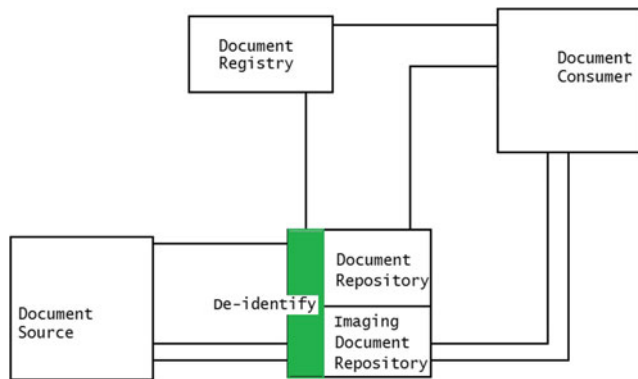 Document
Registry
Document
Consumer
Document
Repository
De-identify
Document
Source
Imaging
Document
Repository